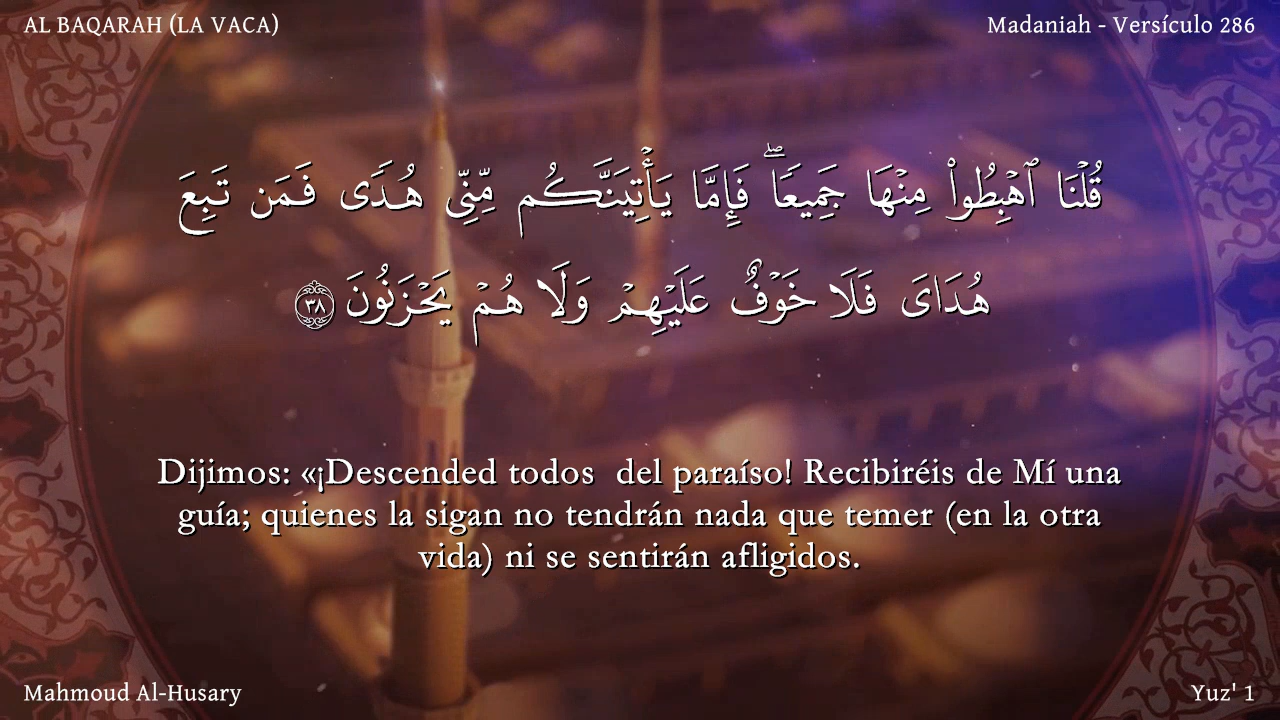 AL BAQARAH (LA VACA)
Madaniah - Versículo 286
قُلْنَا ٱهْبِطُوا۟ مِنْهَا جَمِيعًۭا ۖ فَإِمَّا يَأْتِيَنَّكُم مِّنِّى هُدًۭى فَمَن تَبِعَ
هُدَاىَ فَلَا خَوْفٌ عَلَيْهِمْ وَلَا هُمْ يَحْزَنُونَ ٣٨
Dijimos: «¡Descended todos  del paraíso! Recibiréis de Mí una
guía; quienes la sigan no tendrán nada que temer (en la otra
vida) ni se sentirán afligidos.
Mahmoud Al-Husary
Yuz' 1